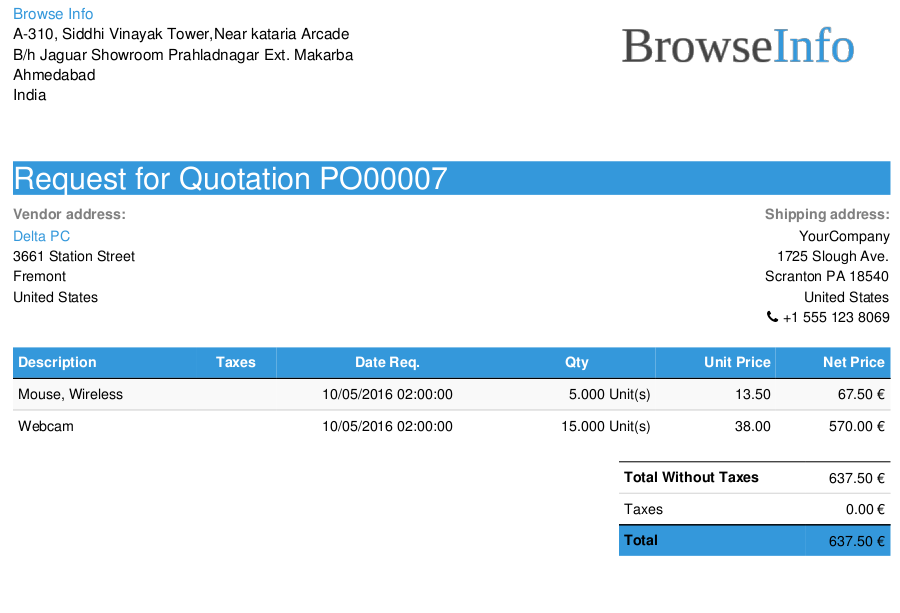 Browse Info
A-310, Siddhi Vinayak Tower,Near kataria Arcade
B/h Jaguar Showroom Prahladnagar Ext. Makarba
Ahmedabad
India
BrowseInfo
Request for Quotation PO00007
Vendor address:
Delta PC
3661 Station Street
Fremont
United States
Shipping address:
YourCompany
1725 Slough Ave.
Scranton PA 18540
United States
+1 555 123 8069
Description Taxes Date Req. Qty Unit Price Net Price
Mouse, Wireless 10/05/2016 02:00:00 5.000 Unit(s) 13.50 67.50 €
Webcam 10/05/2016 02:00:00 15.000 Unit(s) 38.00 570.00 €
Total Without Taxes 637.50 €
Taxes 0.00 €
Total 637.50 €